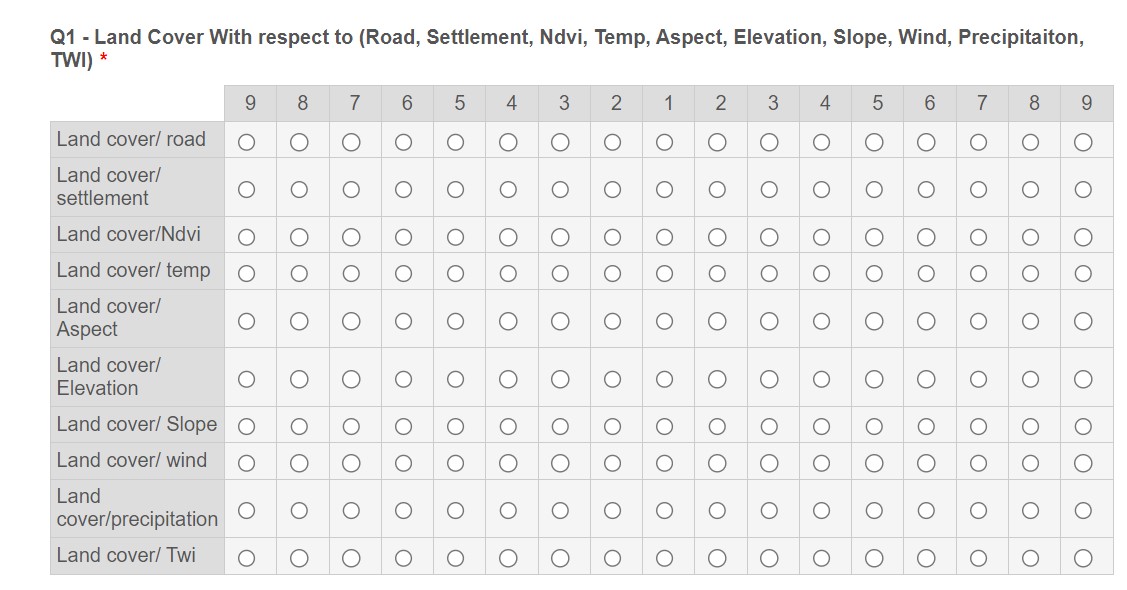 Q1 - Land Cover With respect to (Road, Settlement, Ndvi, Temp, Aspect, Elevation, Slope, Wind, Precipitaiton,
TWI) *
9 8 7 6 5 4 3 2 1 2 3 4 5 6 7 8 9
Land cover/ road
Land cover/
settlement
Land cover/Ndvi
Land cover/ temp
Land cover/
Aspect
Land cover/
Elevation
Land cover/ Slope
Land cover/ wind
Land
cover/precipitation
Land cover/ Twi